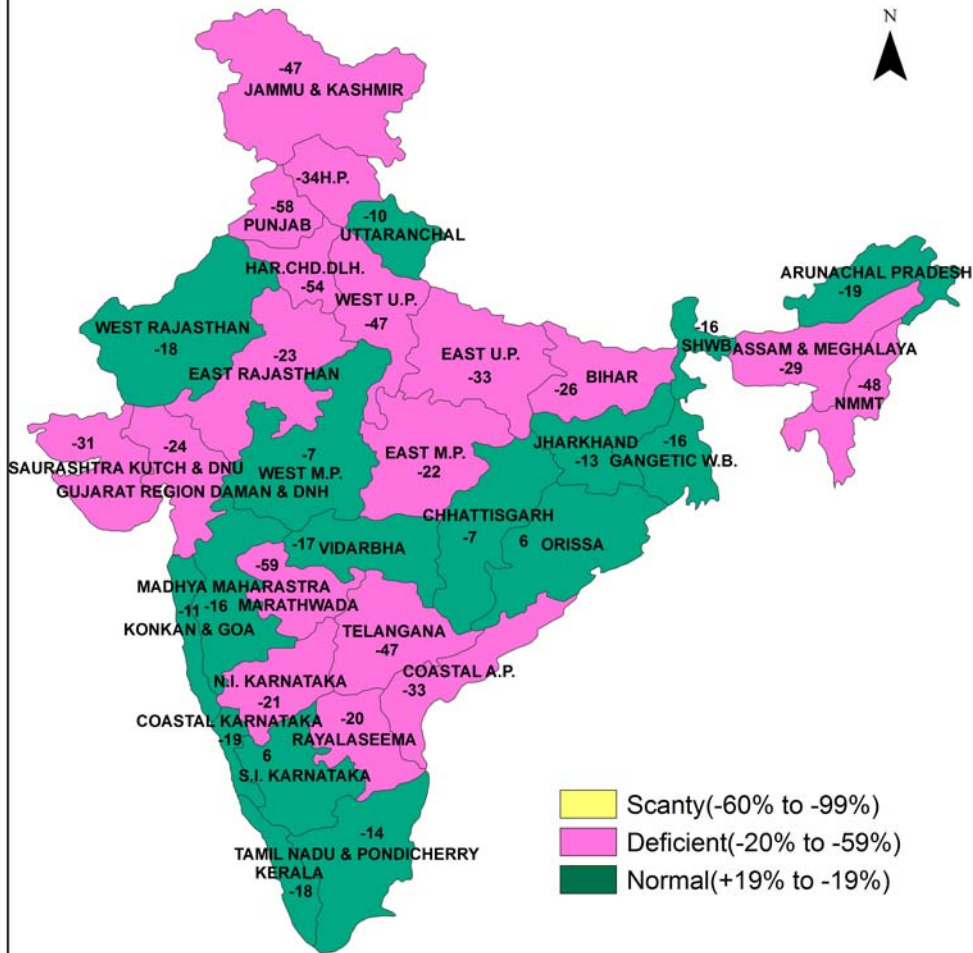 N
-47
JAMMU & KASHMIR
-34H.P.
-58
PUNJAB
-10
UTTARANCHAL
HAR.CHD.DLH.
-54
WEST U.P.
-47
ARUNACHAL PRADESH
-19
WEST RAJASTHAN
-18
-23
EAST RAJASTHAN
EAST U.P.
-33
BIHAR
-26
-16
SHWB
ASSAM & MEGHALAYA
-29
-48
NMMT
-31
SAURASHTRA KUTCH & DNU
-24
GUJARAT REGION DAMAN & DNH
-7
WEST M.P.
EAST M.P.
-22
JHARKHAND
-13
-16
GANGETIC W.B.
CHHATTISGARH
-7
6 ORISSA
-17 VIDARBHA
-59
MADHYA MAHARASTRA
-16
MARATHWADA
-11
KONKAN & GOA
TELANGANA
-47
COASTAL A.P.
-33
N.I. KARNATAKA
-21
COASTAL KARNATAKA
-19
-20
RAYALASEEMA
6
S.I. KARNATAKA
-14
TAMIL NADU & PONDICHERRY
KERALA
-18
Scanty(-60% to -99%)
Deficient(-20% to -59%)
Normal(+19% to -19%)